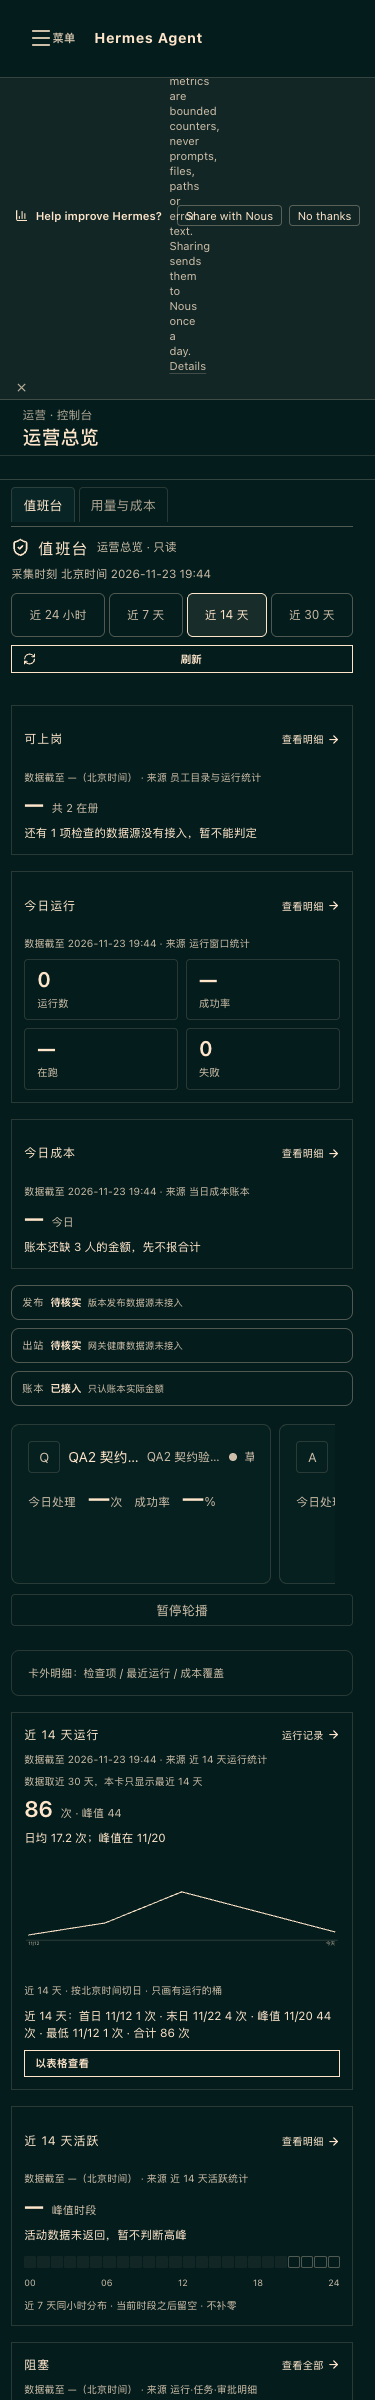 菜单 Hermes Agent
metrics
are
bounded
counters,
never
prompts,
files,
paths
or
Help improve Hermes? Share with Nous No thanks
text.
Sharing
sends
them
to
Nous
once
a
day.
Details
运营 · 控制台
运营总览
值班台 用量与成本
值班台 运营总览 · 只读
采集时刻 北京时间 2026-11-23 19:44
近 24 小时 近 7 天 近 14 天 近 30 天
刷新
可上岗 查看明细 →
数据截至 —（北京时间） · 来源 员工目录与运行统计
— 共 2 在册
还有 1 项检查的数据源没有接入，暂不能判定
今日运行 查看明细 →
数据截至 2026-11-23 19:44 · 来源 运行窗口统计
0 —
运行数 成功率
— 0
在跑 失败
今日成本 查看明细 →
数据截至 2026-11-23 19:44 · 来源 当日成本账本
— 今日
账本还缺 3 人的金额，先不报合计
发布 待核实 版本发布数据源未接入
出站 待核实 网关健康数据源未接入
账本 已接入 只认账本实际金额
Q QA2 契约… QA2 契约验… ● 草 A
今日处理 —次 成功率 —% 今日处
暂停轮播
卡外明细：检查项 / 最近运行 / 成本覆盖
近 14 天运行 运行记录 →
数据截至 2026-11-23 19:44 · 来源 近 14 天运行统计
数据取近 30 天，本卡只显示最近 14 天
86 次 · 峰值 44
日均 17.2 次；峰值在 11/20
11/12 今天
近 14 天 · 按北京时间切日 · 只画有运行的桶
近 14 天：首日 11/12 1 次 · 末日 11/22 4 次 · 峰值 11/20 44
次 · 最低 11/12 1 次 · 合计 86 次
以表格查看
近 14 天活跃 查看明细 →
数据截至 —（北京时间） · 来源 近 14 天活跃统计
— 峰值时段
活动数据未返回，暂不判断高峰
00 06 12 18 24
近 7 天同小时分布 · 当前时段之后留空 · 不补零
阻塞 查看全部 →
数据截至 —（北京时间） · 来源 运行·任务·审批明细